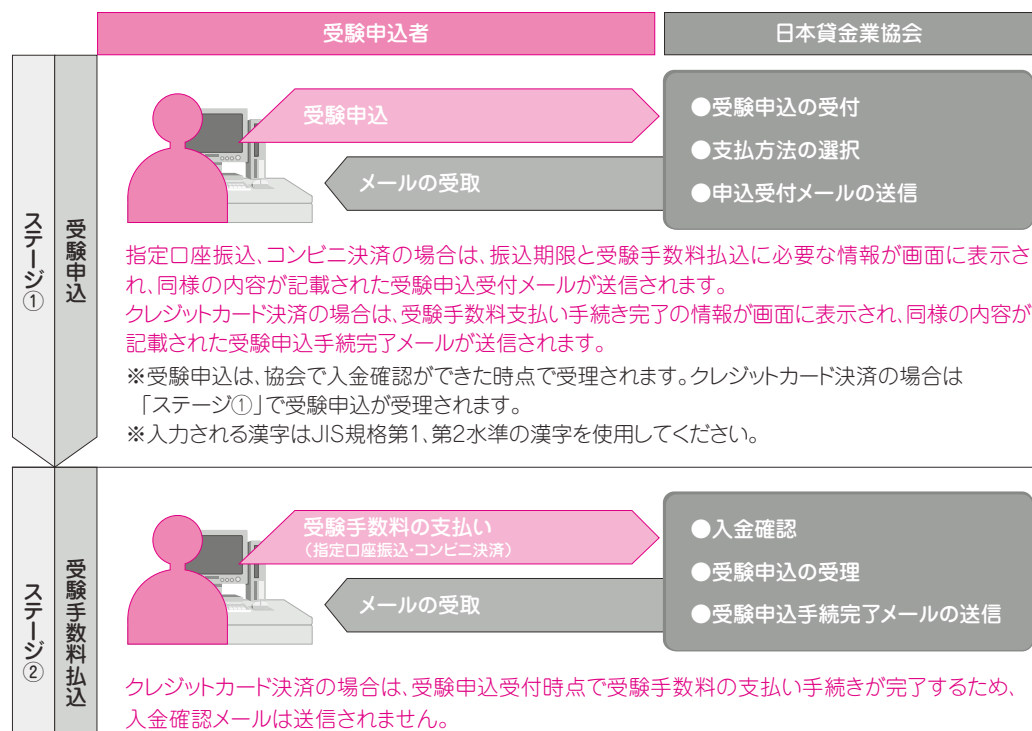 受験申込者
日本貸金業協会
ステージ①
受験申込
受験申込
メールの受取
●受験申込の受付
●支払方法の選択
●申込受付メールの送信
指定口座振込、コンビニ決済の場合は、振込期限と受験手数料払込に必要な情報が画面に表示さ
れ、同様の内容が記載された受験申込受付メールが送信されます。
クレジットカード決済の場合は、受験手数料支払い手続き完了の情報が画面に表示され、同様の内容が
記載された受験申込手続完了メールが送信されます。
※受験申込は、協会で入金確認ができた時点で受理されます。クレジットカード決済の場合は
「ステージ①」で受験申込が受理されます。
※入力される漢字はJIS規格第1、第2水準の漢字を使用してください。
ステージ②
受験手数料払込
受験手数料の支払い
（指定口座振込・コンビニ決済）
メールの受取
●入金確認
●受験申込の受理
●受験申込手続完了メールの送信
クレジットカード決済の場合は、受験申込受付時点で受験手数料の支払い手続きが完了するため、
入金確認メールは送信されません。